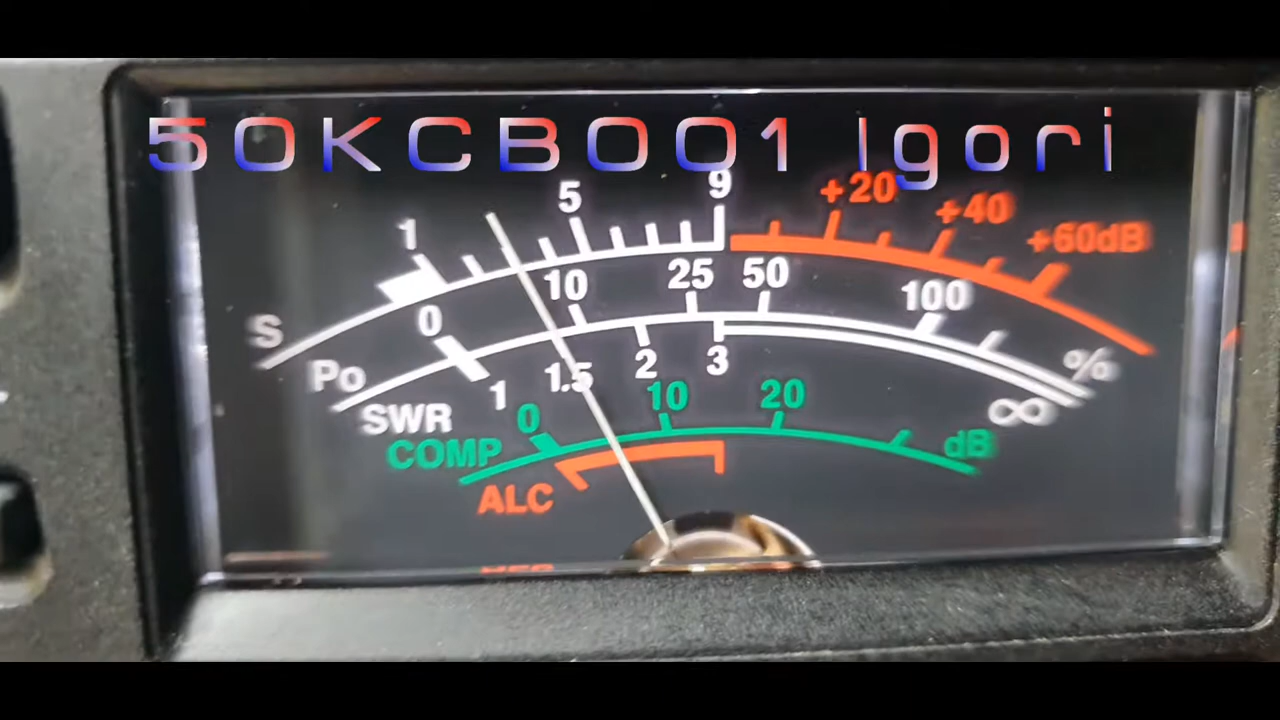 50KCB001 Igori
S 1 5 9 +20 +40 +60dB
Po 0 10 25 50 100 %
SWR 1 1.5 2 3 ∞
COMP 0 10 20 dB
ALC